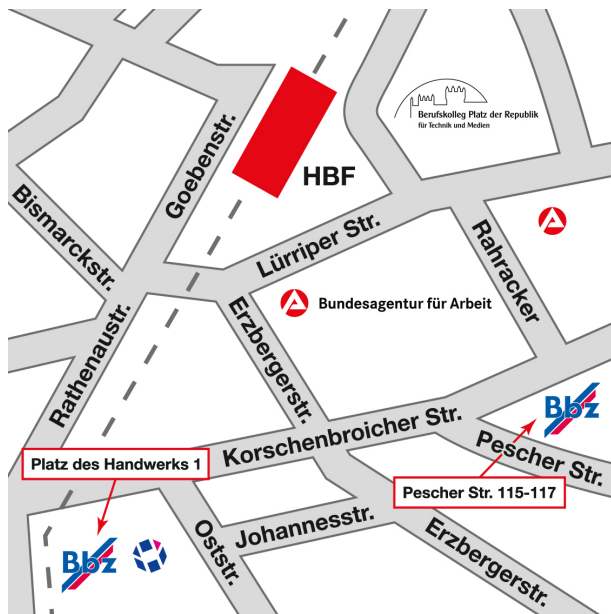 Berufskolleg Platz der Republik
für Technik und Medien
Goebenstr.
HBF
Bismarckstr.
Lürriper Str.
Rahracker
Bundesagentur für Arbeit
Rathenaustr.
Erzbergerstr.
Bbz
Korschenbroicher Str.
Pescher Str.
Platz des Handwerks 1
Pescher Str. 115-117
Oststr.
Johannesstr.
Erzbergerstr.
Bbz